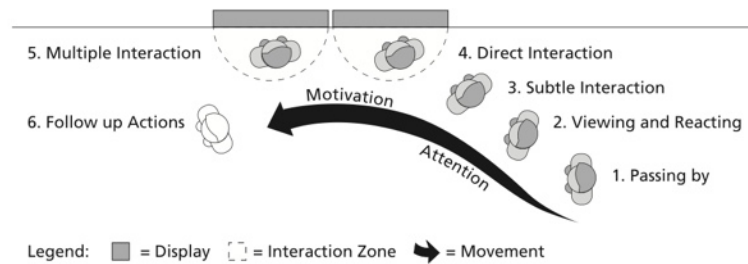 5. Multiple Interaction
4. Direct Interaction
3. Subtle Interaction
Motivation
6. Follow up Actions
2. Viewing and Reacting
Attention
1. Passing by
Legend: = Display = Interaction Zone = Movement